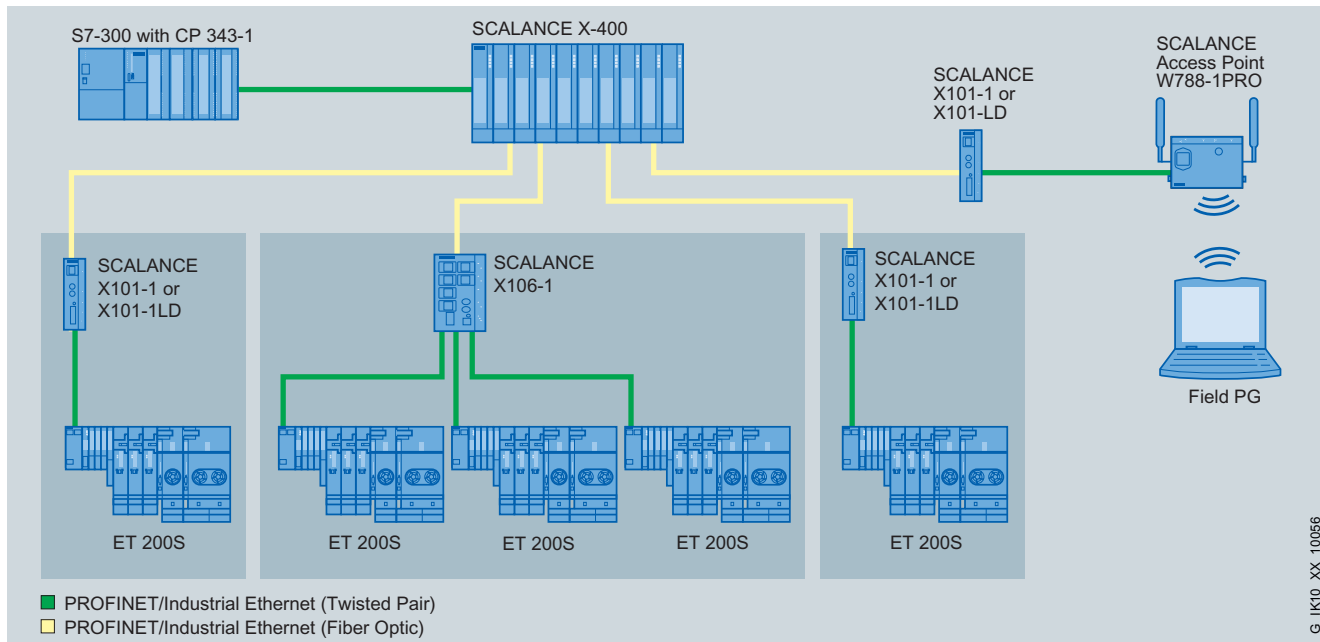 S7-300 with CP 343-1
SCALANCE X-400
SCALANCE
X101-1 or
X101-LD
SCALANCE
Access Point
W788-1PRO
SCALANCE
X101-1 or
X101-1LD
SCALANCE
X106-1
SCALANCE
X101-1 or
X101-1LD
Field PG
ET 200S
ET 200S
ET 200S
ET 200S
ET 200S
PROFINET/Industrial Ethernet (Twisted Pair)
PROFINET/Industrial Ethernet (Fiber Optic)
G_IK10_XX_10056